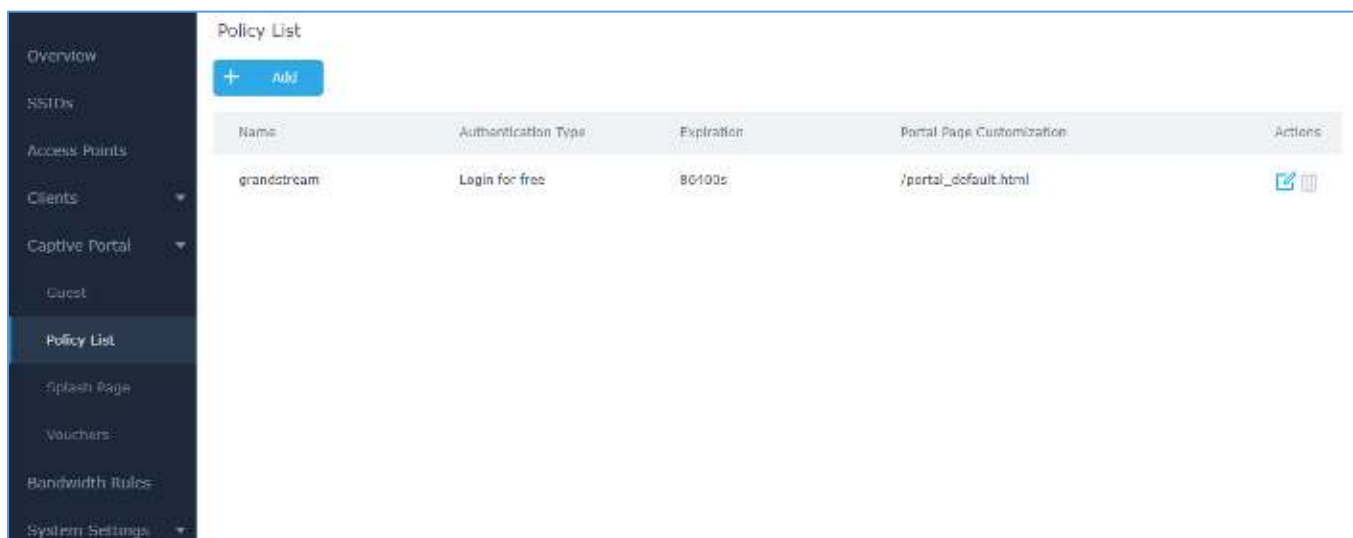 Overview
SSIDs
Access Points
Clients
Captive Portal
Guest
Policy List
Splash Page
Vouchers
Bandwidth Rules
System Settings
Policy List
+ Add
Name Authentication Type Expiration Portal Page Customization Actions
grandstream Login for free 86400s /portal_default.html